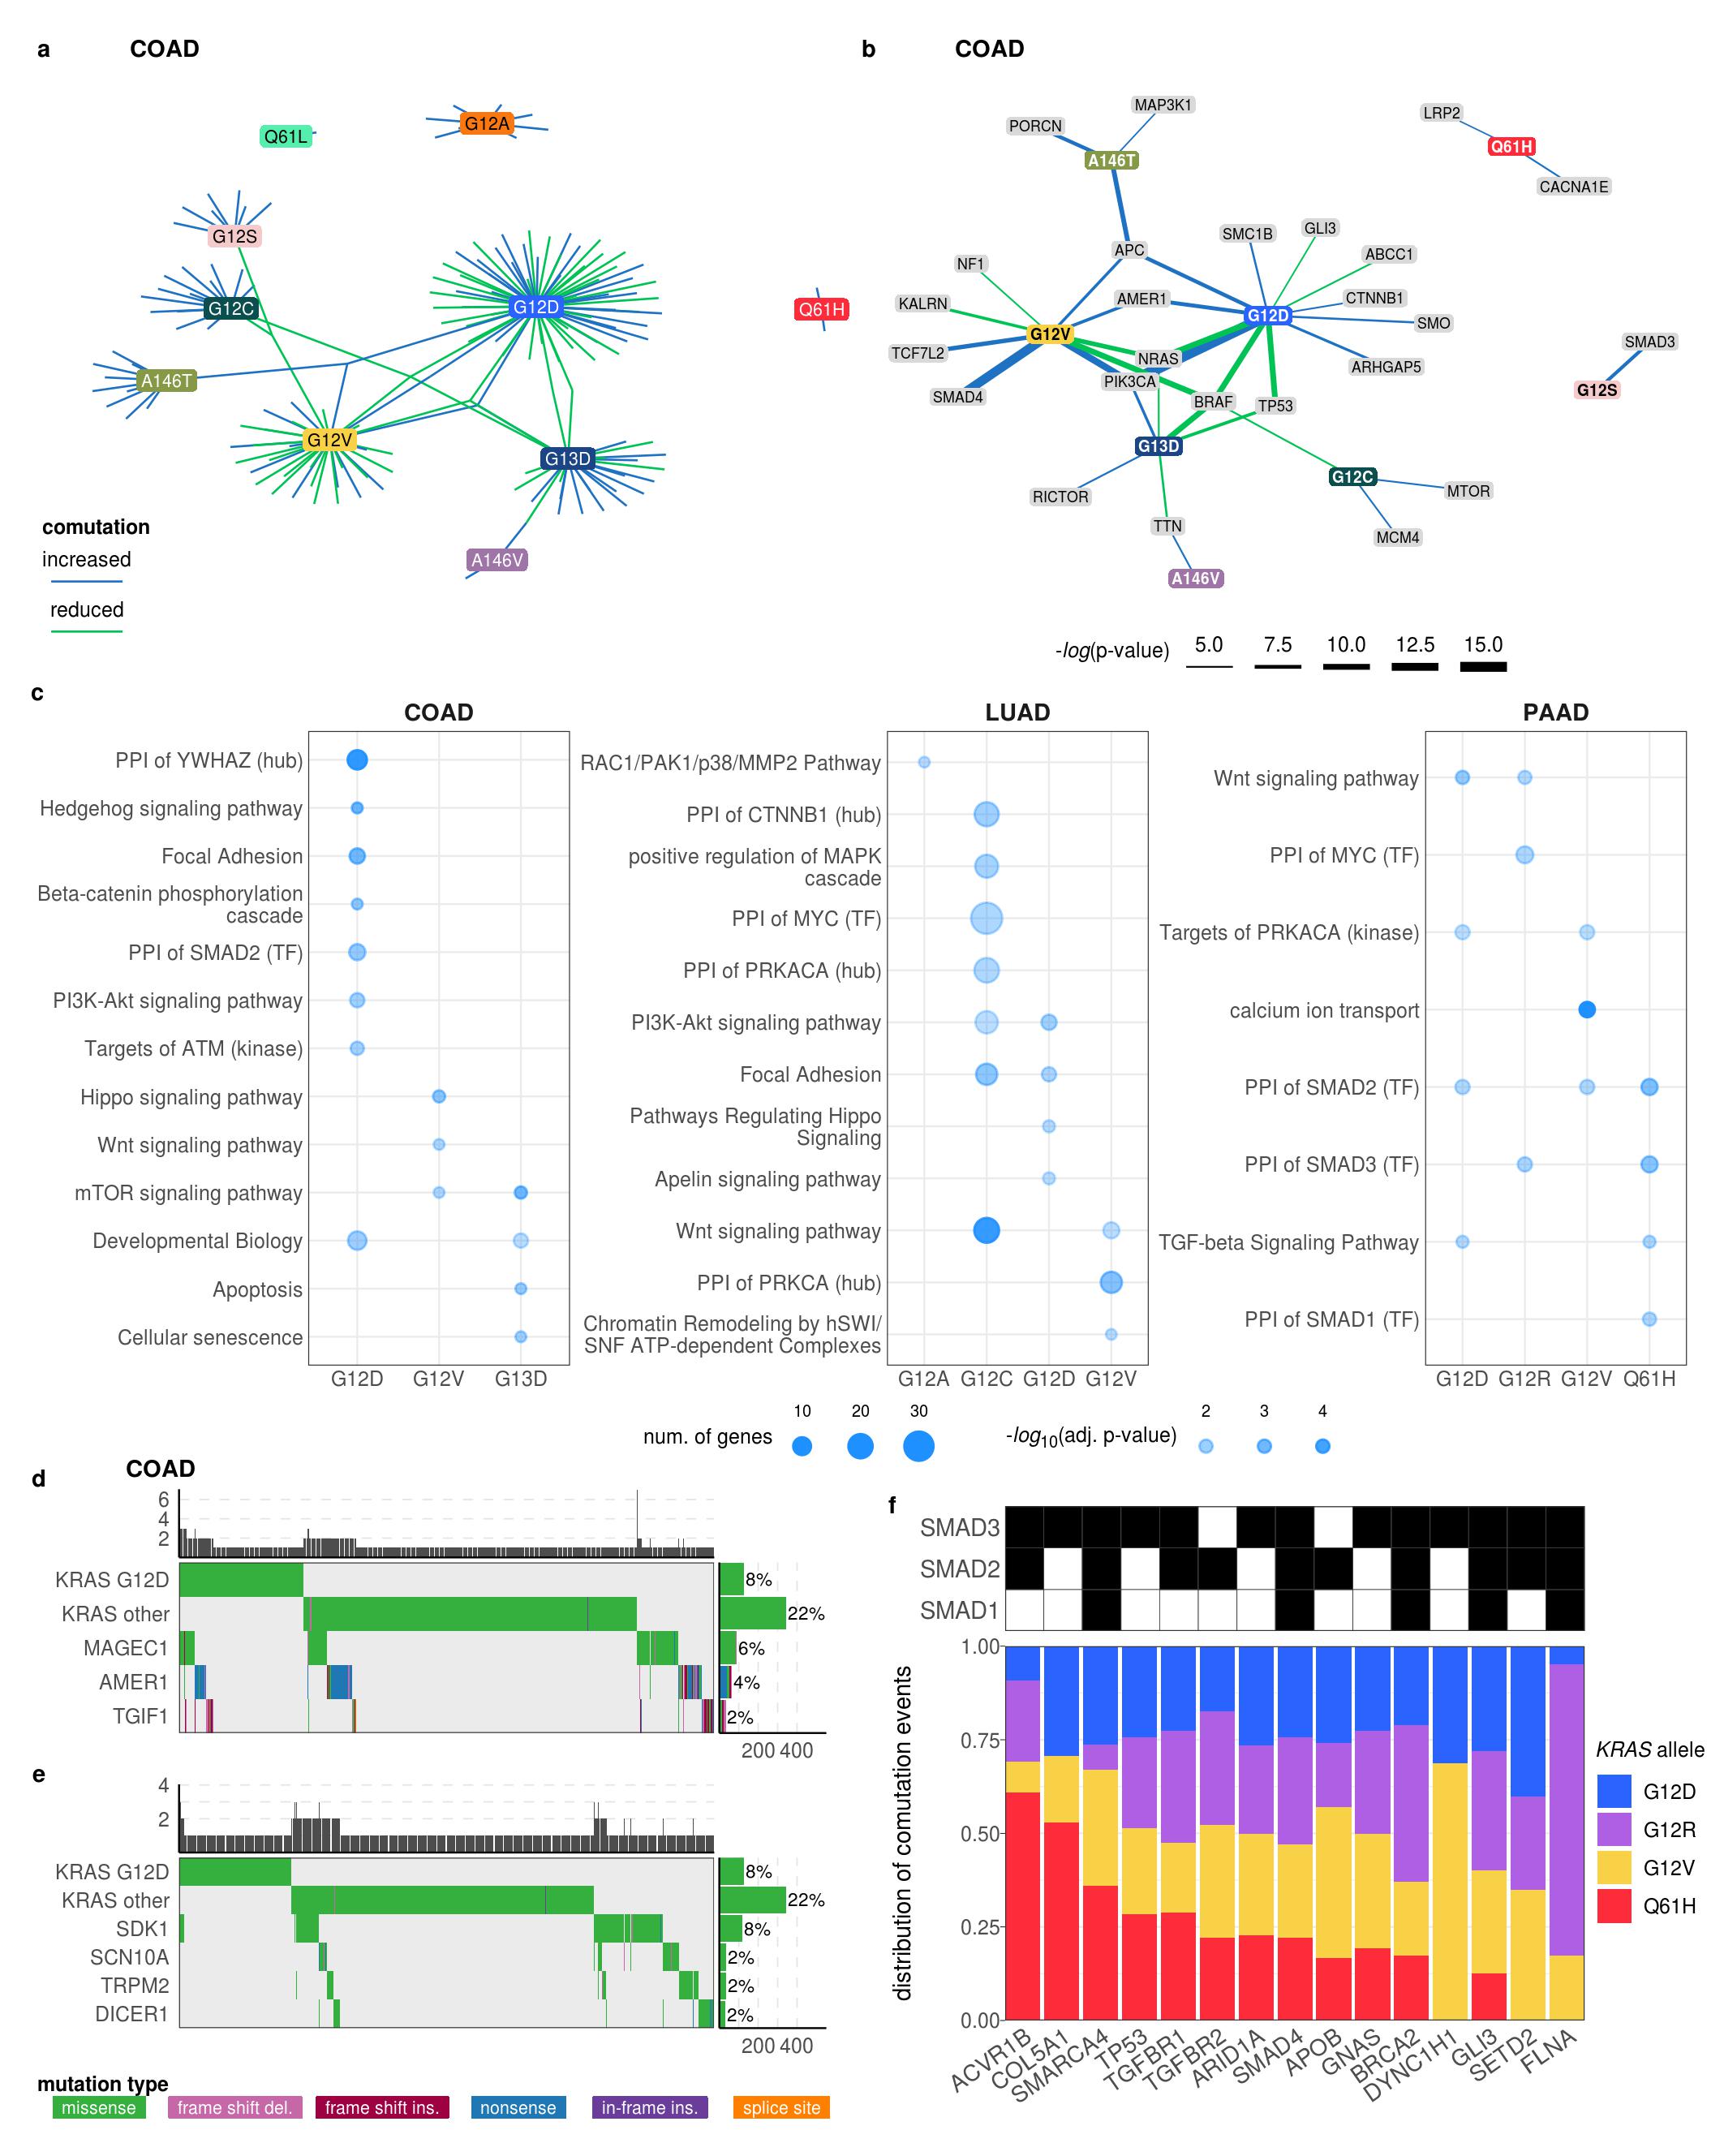 a
COAD
Q61L
G12A
G12S
G12C
G12D
Q61H
A146T
G12V
G13D
A146V
comutation
increased
reduced
b
COAD
MAP3K1
PORCN
A146T
LRP2
Q61H
CACNA1E
APC
SMC1B
GLI3
ABCC1
NF1
AMER1
CTNNB1
KALRN
G12V
G12D
SMO
TCF7L2
NRAS
ARHGAP5
SMAD3
G12S
SMAD4
PIK3CA
BRAF
TP53
G13D
G12C
RICTOR
MTOR
TTN
MCM4
A146V
-log(p-value)
5.0 7.5 10.0 12.5 15.0
c
COAD
PPI of YWHAZ (hub)
Hedgehog signaling pathway
Focal Adhesion
Beta-catenin phosphorylation
cascade
PPI of SMAD2 (TF)
PI3K-Akt signaling pathway
Targets of ATM (kinase)
Hippo signaling pathway
Wnt signaling pathway
mTOR signaling pathway
Developmental Biology
Apoptosis
Cellular senescence
G12D G12V G13D
LUAD
RAC1/PAK1/p38/MMP2 Pathway
PPI of CTNNB1 (hub)
positive regulation of MAPK
cascade
PPI of MYC (TF)
PPI of PRKACA (hub)
PI3K-Akt signaling pathway
Focal Adhesion
Pathways Regulating Hippo
Signaling
Apelin signaling pathway
Wnt signaling pathway
PPI of PRKCA (hub)
Chromatin Remodeling by hSWI/
SNF ATP-dependent Complexes
G12A G12C G12D G12V
PAAD
Wnt signaling pathway
PPI of MYC (TF)
Targets of PRKACA (kinase)
calcium ion transport
PPI of SMAD2 (TF)
PPI of SMAD3 (TF)
TGF-beta Signaling Pathway
PPI of SMAD1 (TF)
G12D G12R G12V Q61H
num. of genes
10 20 30
-log10(adj. p-value)
2 3 4
d
COAD
6
4
2
KRAS G12D 8%
KRAS other 22%
MAGEC1 6%
AMER1 4%
TGIF1 2%
200 400
e
4
2
KRAS G12D 8%
KRAS other 22%
SDK1 8%
SCN10A 2%
TRPM2 2%
DICER1 2%
200 400
mutation type
missense frame shift del. frame shift ins. nonsense in-frame ins. splice site
f
SMAD3
SMAD2
SMAD1
distribution of comutation events
1.00
0.75
0.50
0.25
0.00
ACVR1B COL5A1 SMARCA4 TP53 TGFBR1 TGFBR2 ARID1A SMAD4 APOB GNAS BRCA2 DYNC1H1 GLI3 SETD2 FLNA
KRAS allele
G12D
G12R
G12V
Q61H